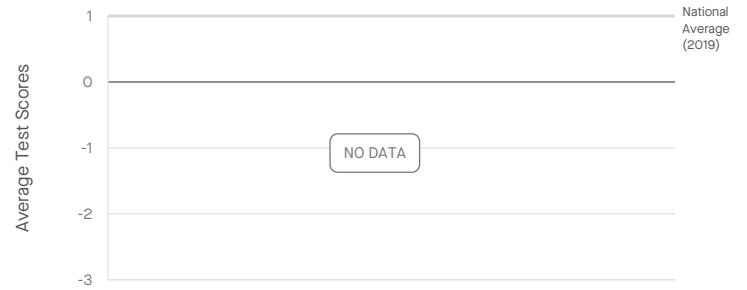 National
Average
(2019)
1
0
-1
-2
-3
Average Test Scores
NO DATA